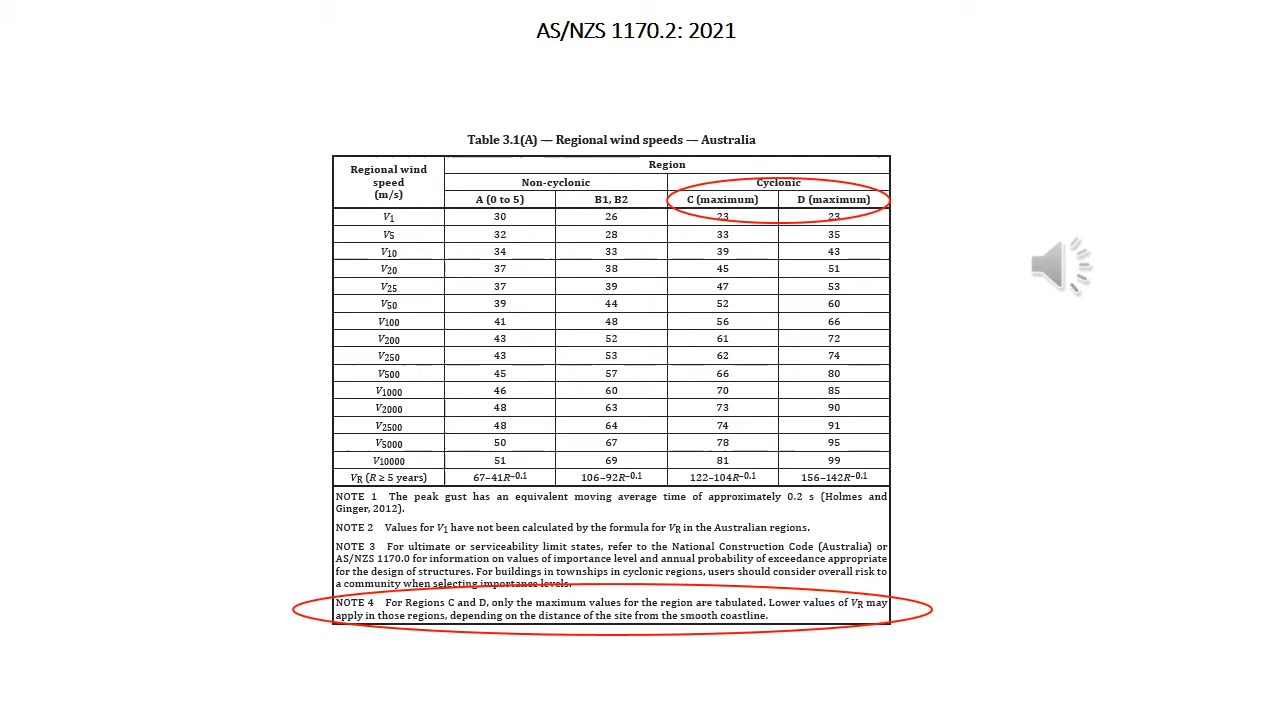 AS/NZS 1170.2: 2021
Table 3.1(A) — Regional wind speeds — Australia
Regional wind speed (m/s) Region
Non-cyclonic Cyclonic
A (0 to 5) B1, B2 C (maximum) D (maximum)
V1 30 26 23 23
V5 32 28 33 35
V10 34 33 39 43
V20 37 38 45 51
V25 37 39 47 53
V50 39 44 52 60
V100 41 48 56 66
V200 43 52 61 72
V250 43 53 62 74
V500 45 57 66 80
V1000 46 60 70 85
V2000 48 63 73 90
V2500 48 64 74 91
V5000 50 67 78 95
V10000 51 69 81 99
VR (R ≥ 5 years) 67–41R−0.1 106–92R−0.1 122–104R−0.1 156–142R−0.1
NOTE 1 The peak gust has an equivalent moving average time of approximately 0.2 s (Holmes and
Ginger, 2012).
NOTE 2 Values for V1 have not been calculated by the formula for VR in the Australian regions.
NOTE 3 For ultimate or serviceability limit states, refer to the National Construction Code (Australia) or
AS/NZS 1170.0 for information on values of importance level and annual probability of exceedance appropriate
for the design of structures. For buildings in townships in cyclonic regions, users should consider overall risk to
a community when selecting importance levels.
NOTE 4 For Regions C and D, only the maximum values for the region are tabulated. Lower values of VR may
apply in those regions, depending on the distance of the site from the smooth coastline.